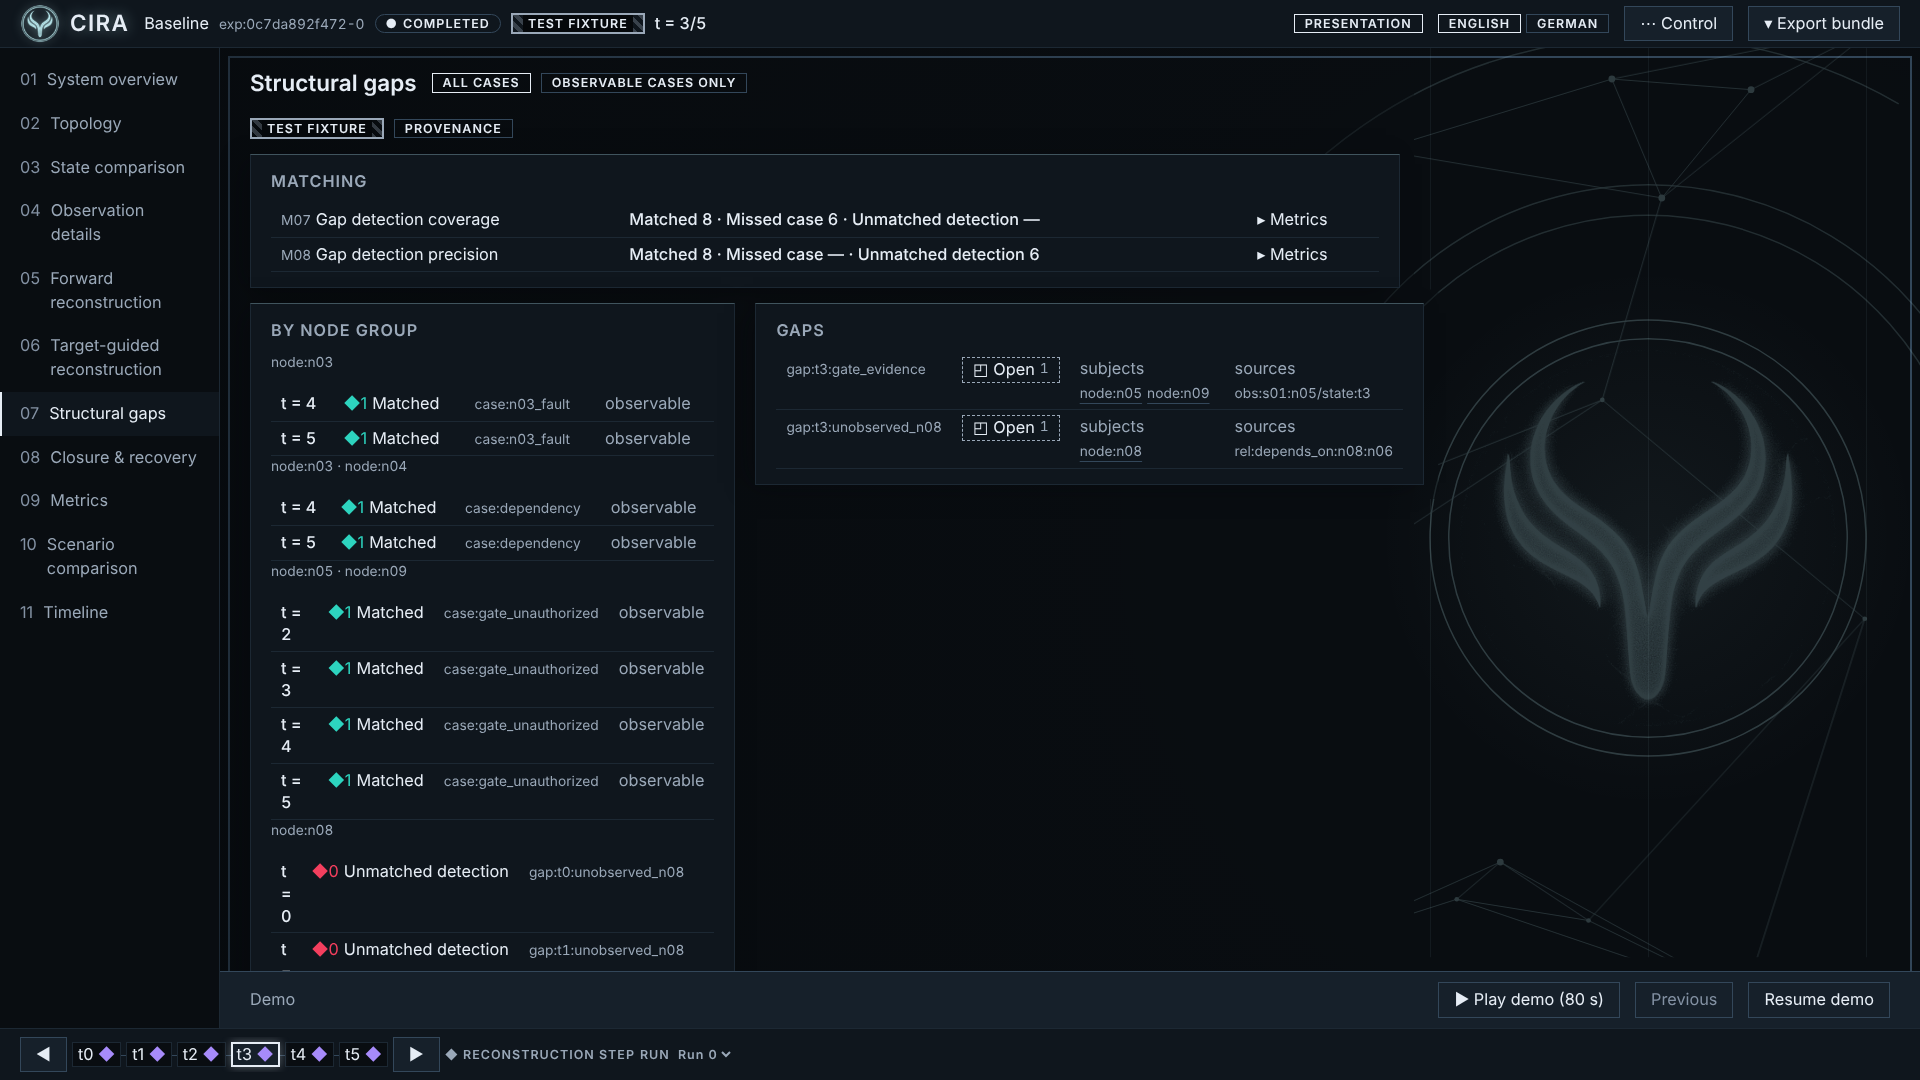 CIRA Baseline exp:0c7da892f472-0 COMPLETED TEST FIXTURE t = 3/5 PRESENTATION ENGLISH GERMAN ⋯ Control ▾ Export bundle
01 System overview
02 Topology
03 State comparison
04 Observation
details
05 Forward
reconstruction
06 Target-guided
reconstruction
07 Structural gaps
08 Closure & recovery
09 Metrics
10 Scenario
comparison
11 Timeline
Structural gaps ALL CASES OBSERVABLE CASES ONLY
TEST FIXTURE PROVENANCE
MATCHING
M07 Gap detection coverage Matched 8 · Missed case 6 · Unmatched detection — ▸ Metrics
M08 Gap detection precision Matched 8 · Missed case — · Unmatched detection 6 ▸ Metrics
BY NODE GROUP
node:n03
t = 4 ◆1 Matched case:n03_fault observable
t = 5 ◆1 Matched case:n03_fault observable
node:n03 · node:n04
t = 4 ◆1 Matched case:dependency observable
t = 5 ◆1 Matched case:dependency observable
node:n05 · node:n09
t = ◆1 Matched case:gate_unauthorized observable
2
t = ◆1 Matched case:gate_unauthorized observable
3
t = ◆1 Matched case:gate_unauthorized observable
4
t = ◆1 Matched case:gate_unauthorized observable
5
node:n08
t ◆0 Unmatched detection gap:t0:unobserved_n08
=
0
t ◆0 Unmatched detection gap:t1:unobserved_n08
GAPS
gap:t3:gate_evidence ◰ Open 1 subjects sources
node:n05 node:n09 obs:s01:n05/state:t3
gap:t3:unobserved_n08 ◰ Open 1 subjects sources
node:n08 rel:depends_on:n08:n06
Demo ▶ Play demo (80 s) Previous Resume demo
◀ t0 ◆ t1 ◆ t2 ◆ t3 ◆ t4 ◆ t5 ◆ ▶ ◆ RECONSTRUCTION STEP RUN Run 0